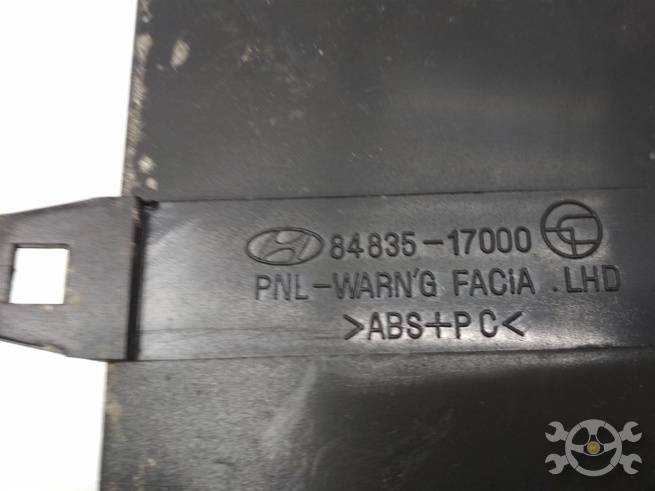 84835-17000
PNL-WARN'G FACiA .LHD
>ABS+PC<